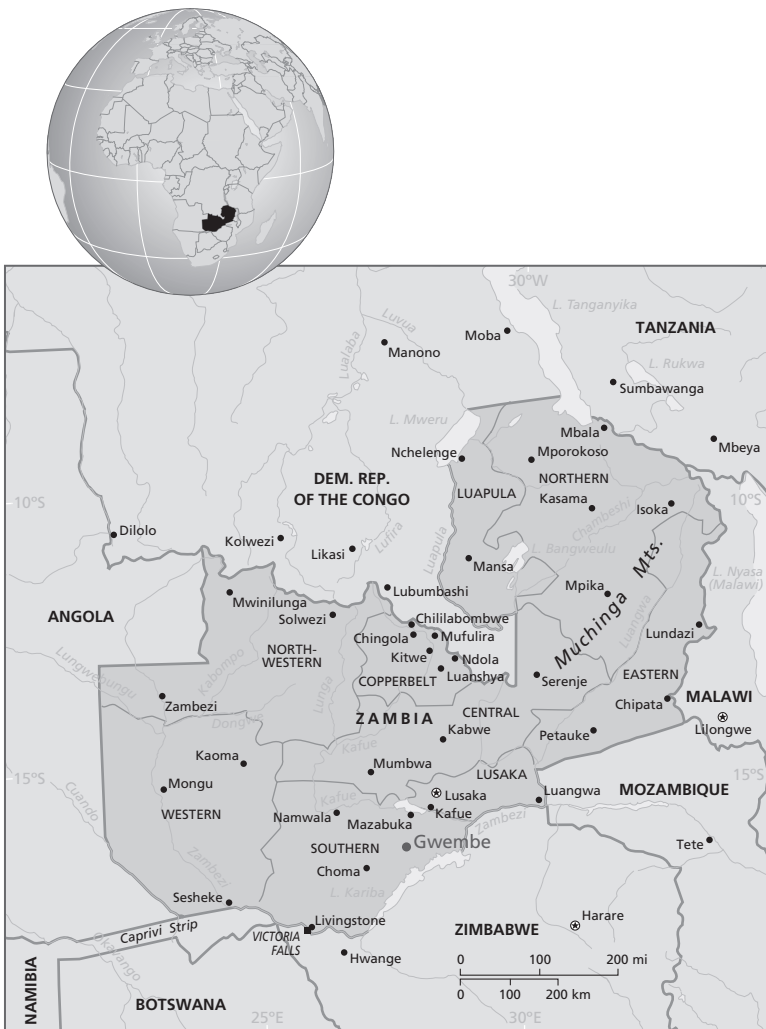 30°W
L. Tanganyika
TANZANIA
Luvua
Moba
Manono
Lualaba
L. Rukwa
Sumbawanga
L. Mweru
Mbala
Mbeya
Nchelenge
Mporokoso
DEM. REP.
OF THE CONGO
NORTHERN
LUAPULA
Kasama
10°S
Isoka
10°S
Chambeshi
Dilolo
Kolwezi
Likasi
Lufira
Luapula
L. Bangweulu
Mansa
Muchinga Mts.
L. Nyasa
(Malawi)
Lubumbashi
Mpika
Mwinilunga
Solwezi
ANGOLA
Chililabombwe
Chingola
Mufulira
Luangwa
Lundazi
NORTH-
WESTERN
Kitwe
Ndola
Lungwebungu
Kabompo
Luanshya
COPPERBELT
Serenje
EASTERN
Lunga
Zambezi
Chipata
MALAWI
ZAMBIA
CENTRAL
Lilongwe
Dongwe
Kabwe
Petauke
Kafue
Kaoma
Mumbwa
15°S
LUSAKA
15°S
Mongu
Lusaka
Luangwa
MOZAMBIQUE
Cuando
WESTERN
Kafue
Namwala
Kafue
Mazabuka
Zambezi
SOUTHERN
Gwembe
Tete
Zambezi
Choma
L. Kariba
Sesheke
Livingstone
Harare
Caprivi Strip
VICTORIA
FALLS
ZIMBABWE
Okavango
Hwange
0 100 200 mi
0 100 200 km
NAMIBIA
BOTSWANA
25°E
30°E